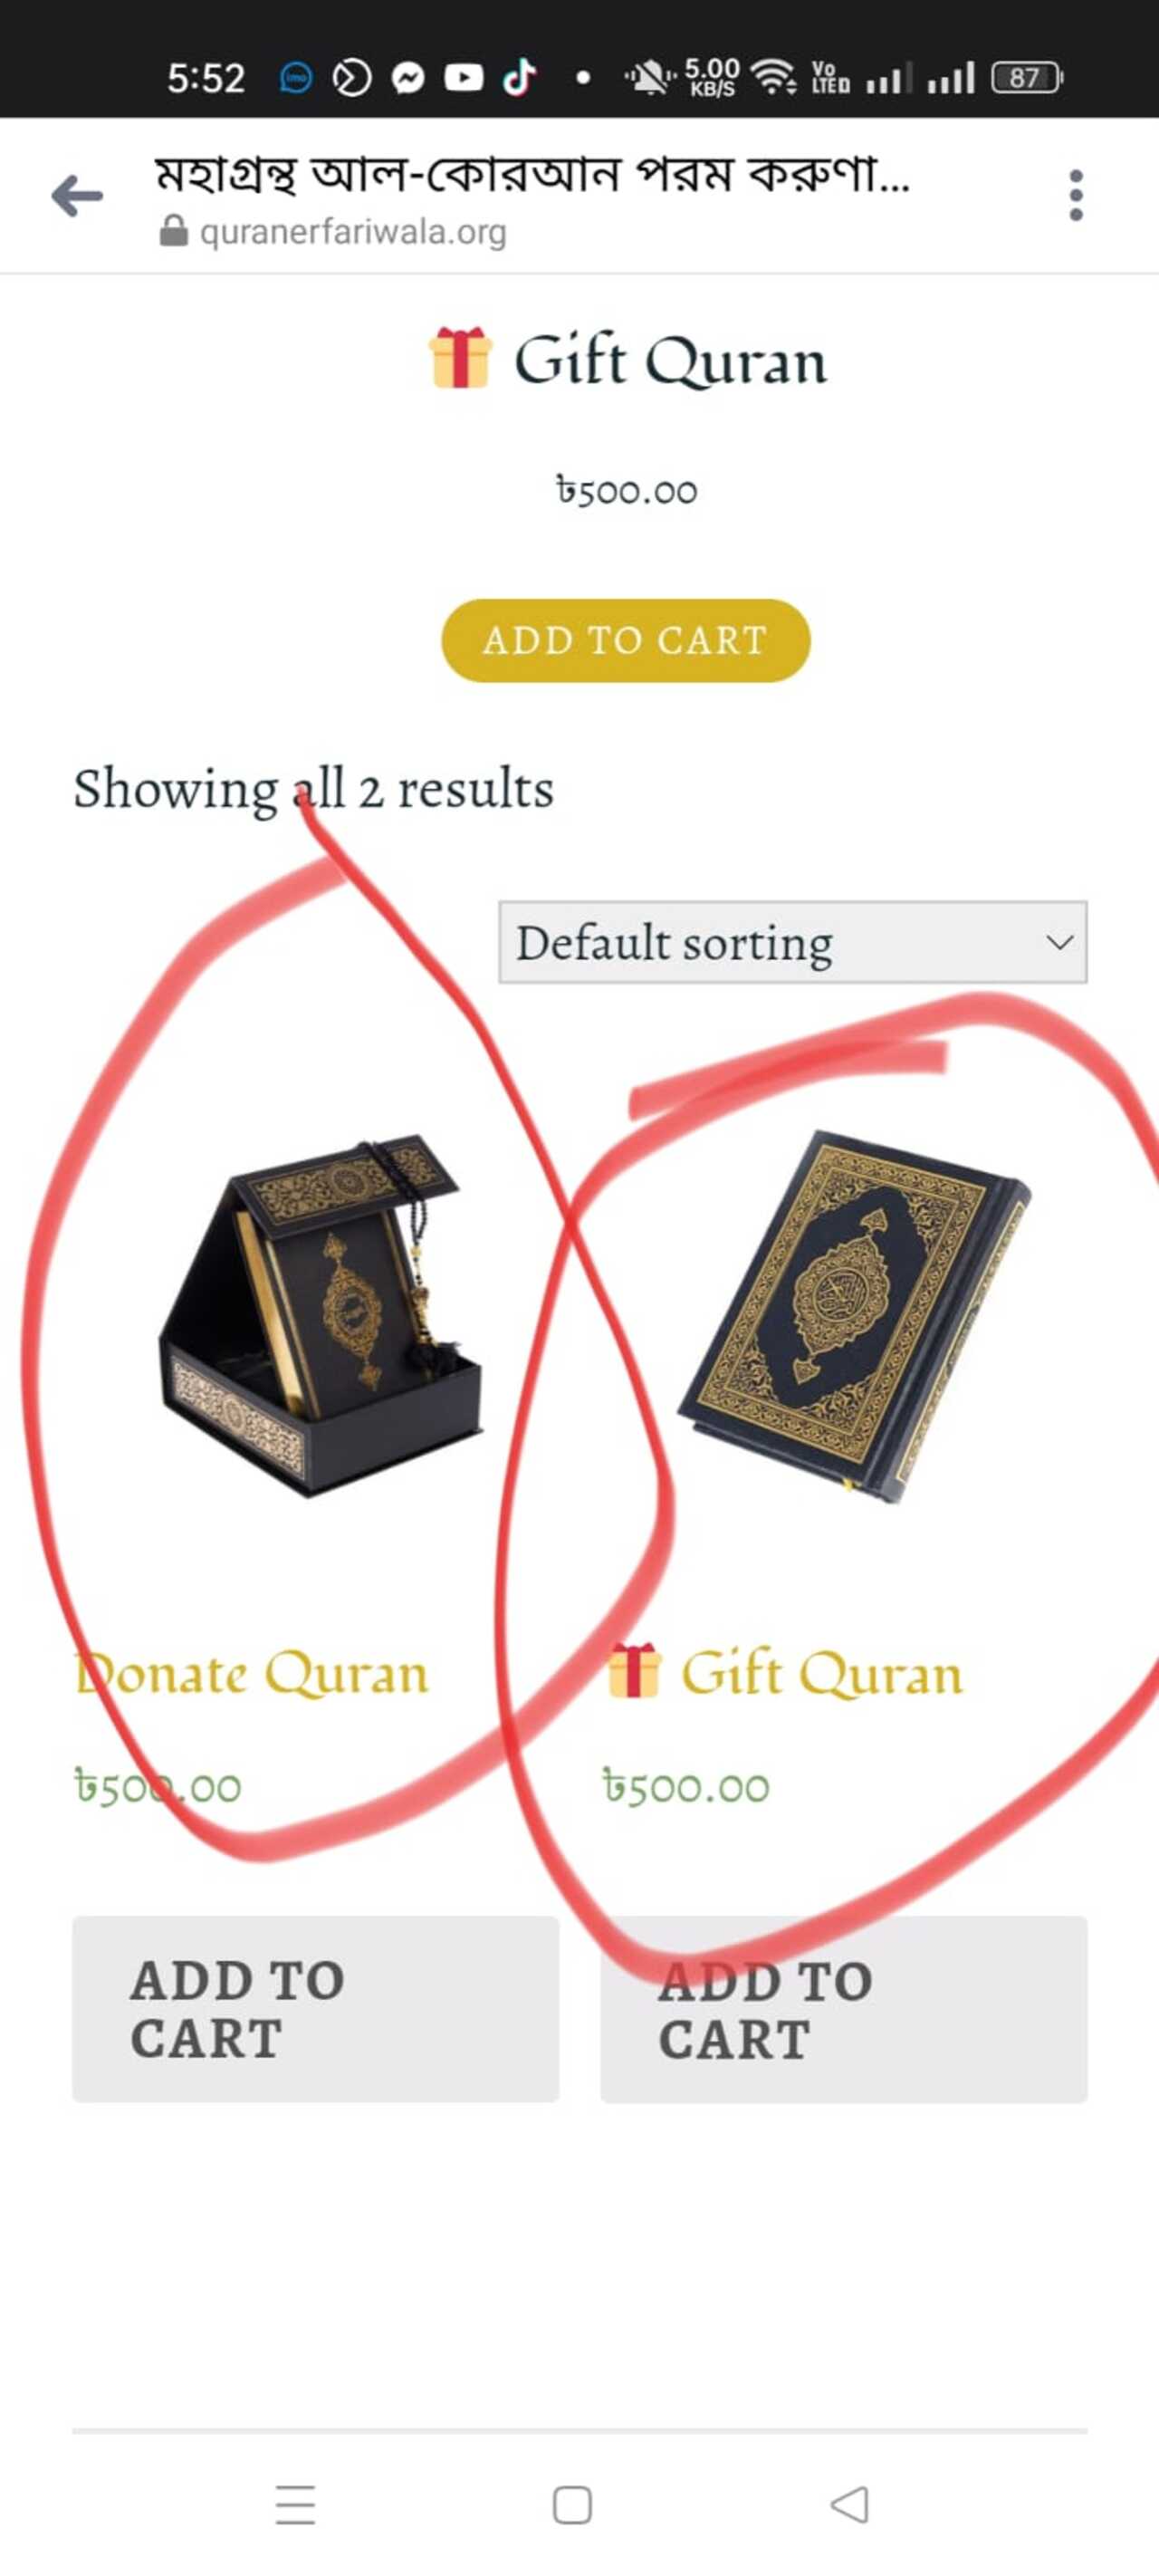 5:52 imo 5.00 KB/S Vo LTE 87
মহাগ্রন্থ আল-কোরআন পরম করুণা...
quranerfariwala.org
🎁 Gift Quran
৳500.00
ADD TO CART
Showing all 2 results
Default sorting
Donate Quran
৳500.00
ADD TO
CART
🎁 Gift Quran
৳500.00
ADD TO
CART